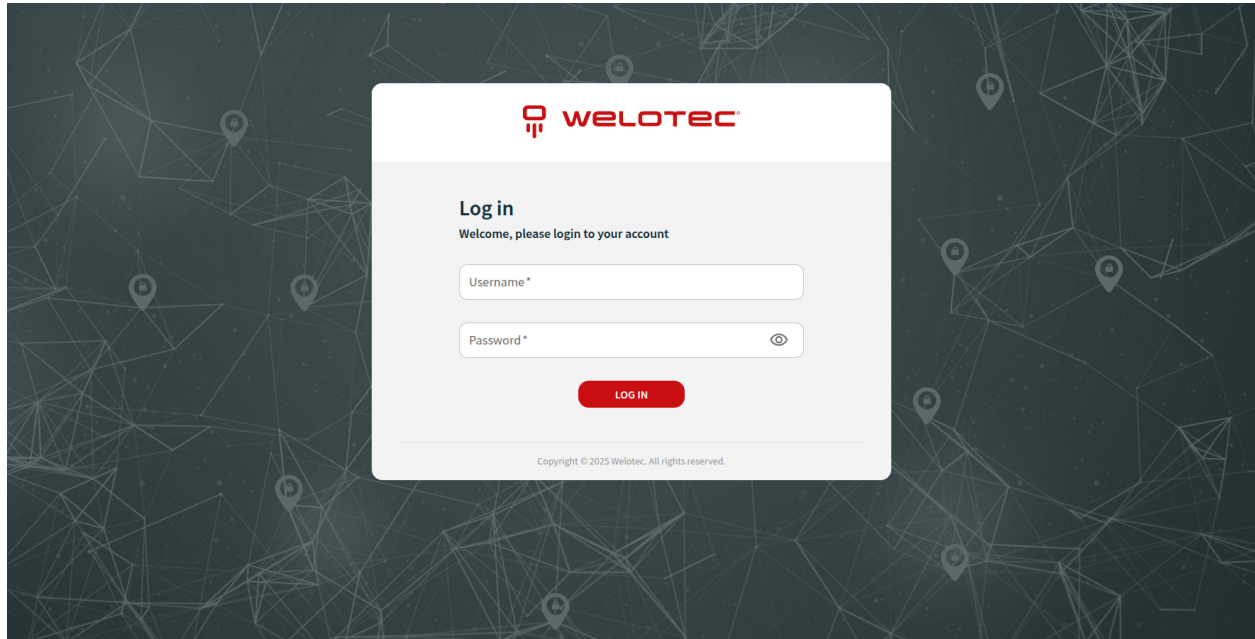 welotec
Log in
Welcome, please login to your account
Username *
Password *
LOG IN
Copyright © 2025 Welotec. All rights reserved.